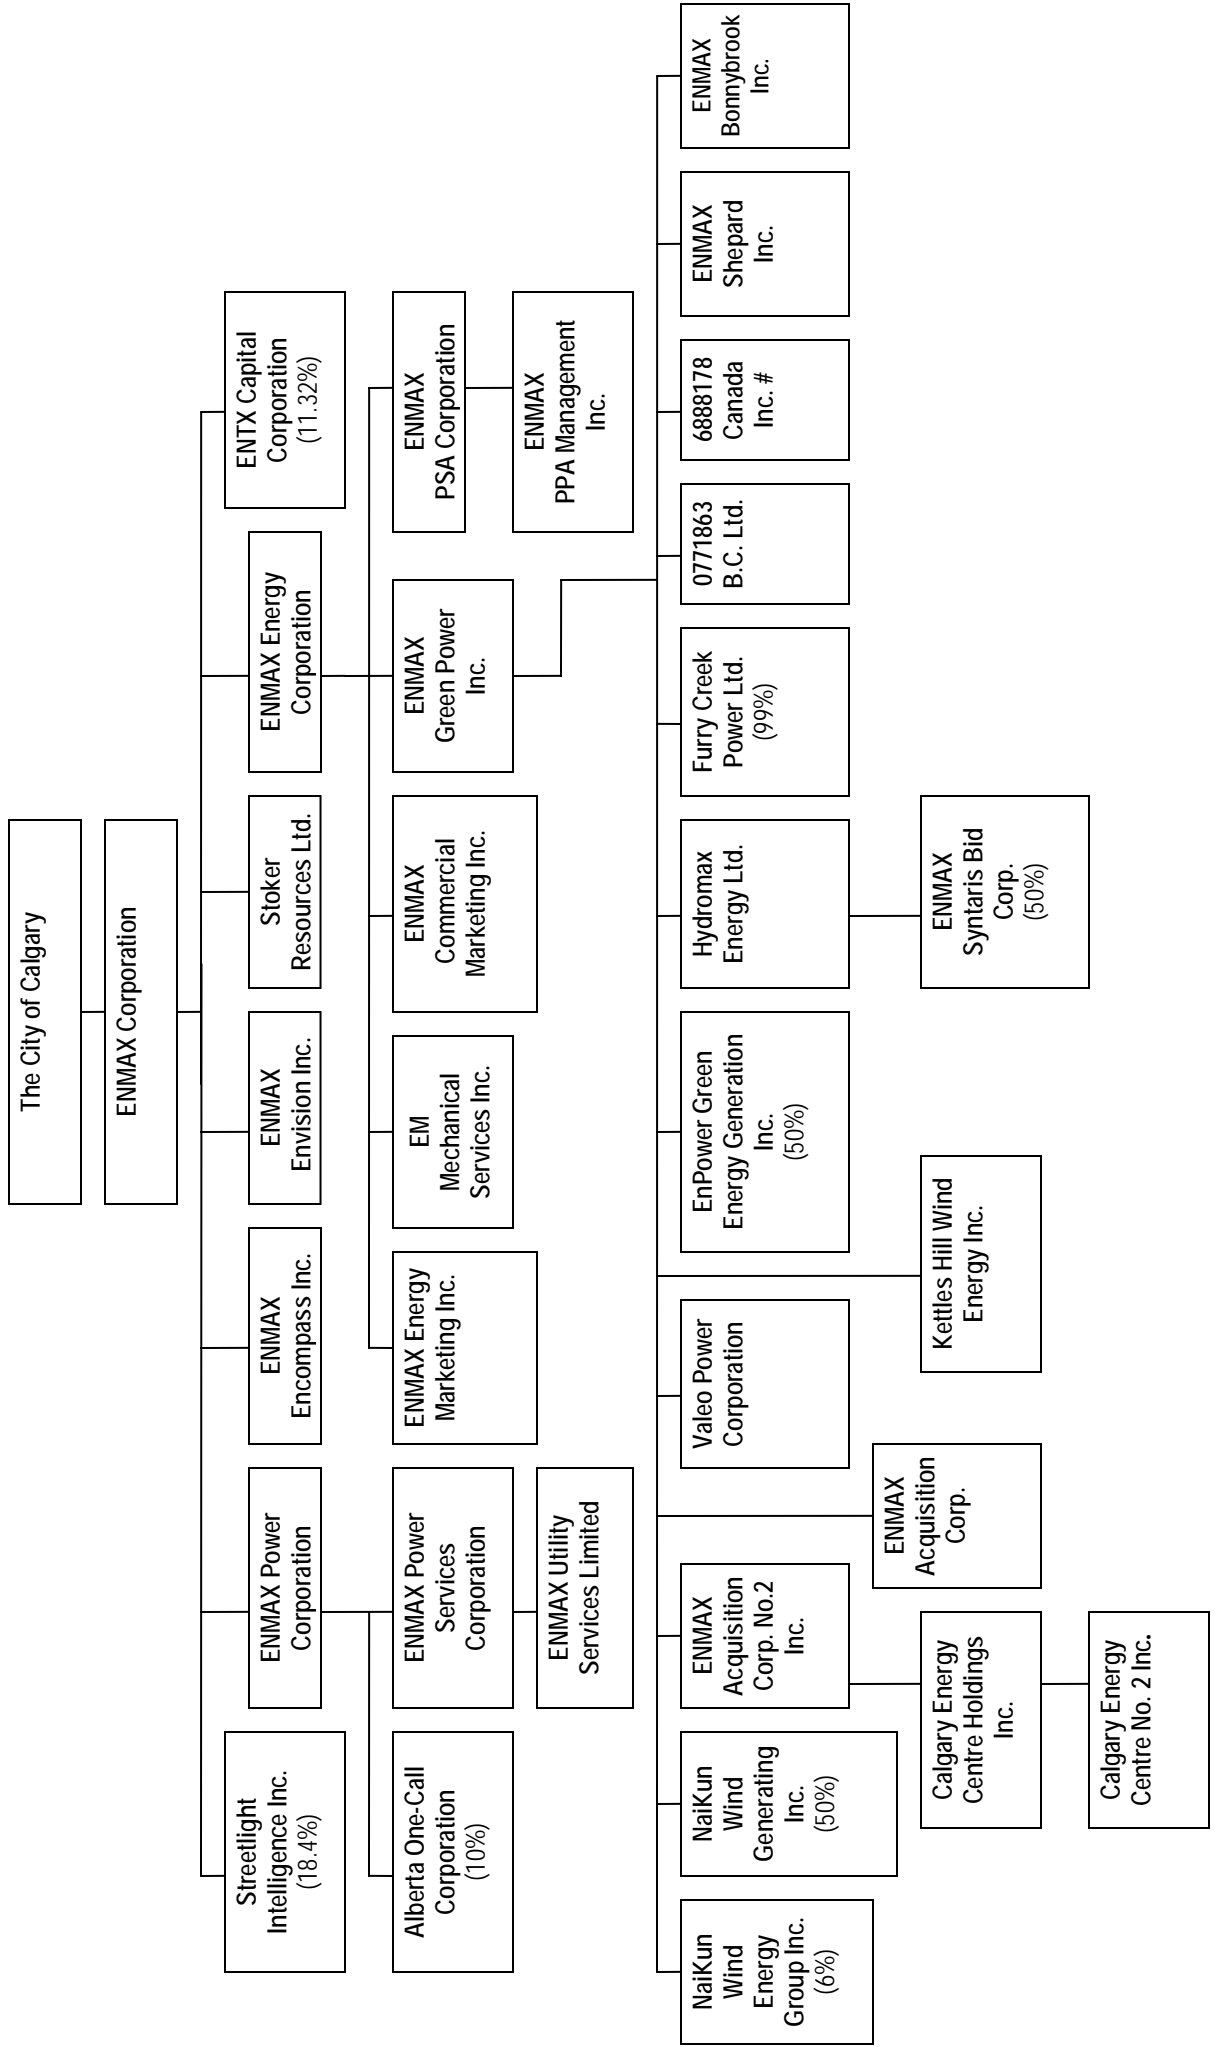 The City of Calgary
ENMAX Corporation
Streetlight
Intelligence Inc.
(18.4%)
ENMAX Power
Corporation
ENMAX
Encompass Inc.
ENMAX
Envision Inc.
Stoker
Resources Ltd.
ENMAX Energy
Corporation
ENTX Capital
Corporation
(11.32%)
Alberta One-Call
Corporation
(10%)
ENMAX Power
Services
Corporation
ENMAX Energy
Marketing Inc.
EM
Mechanical
Services Inc.
ENMAX
Commercial
Marketing Inc.
ENMAX
Green Power
Inc.
ENMAX
PSA Corporation
ENMAX Utility
Services Limited
ENMAX
PPA Management
Inc.
NaiKun
Wind
Energy
Group Inc.
(6%)
NaiKun
Wind
Generating
Inc.
(50%)
ENMAX
Acquisition
Corp. No.2
Inc.
ENMAX
Acquisition
Corp.
Valeo Power
Corporation
Kettles Hill Wind
Energy Inc.
EnPower Green
Energy Generation
Inc.
(50%)
Hydromax
Energy Ltd.
Furry Creek
Power Ltd.
(99%)
0771863
B.C. Ltd.
6888178
Canada
Inc. #
ENMAX
Shepard
Inc.
ENMAX
Bonnybrook
Inc.
Calgary Energy
Centre Holdings
Inc.
ENMAX
Syntaris Bid
Corp.
(50%)
Calgary Energy
Centre No. 2 Inc.